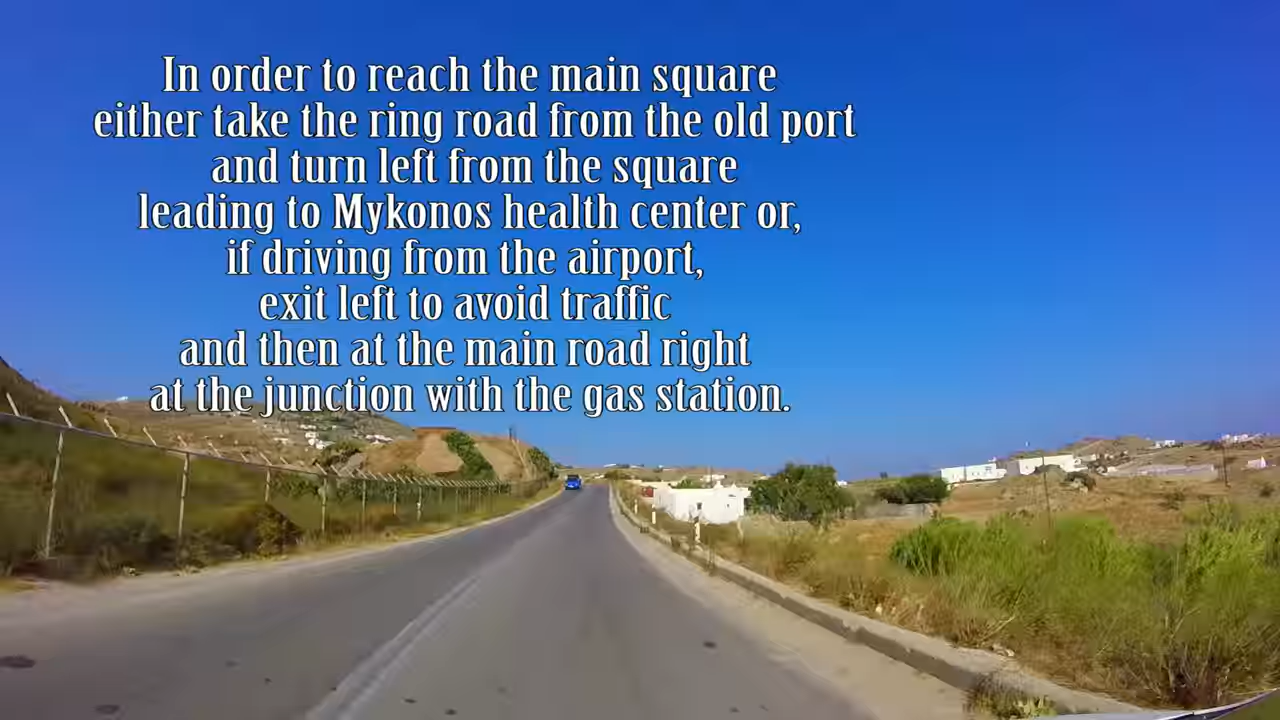 In order to reach the main square
either take the ring road from the old port
and turn left from the square
leading to Mykonos health center or,
if driving from the airport,
exit left to avoid traffic
and then at the main road right
at the junction with the gas station.